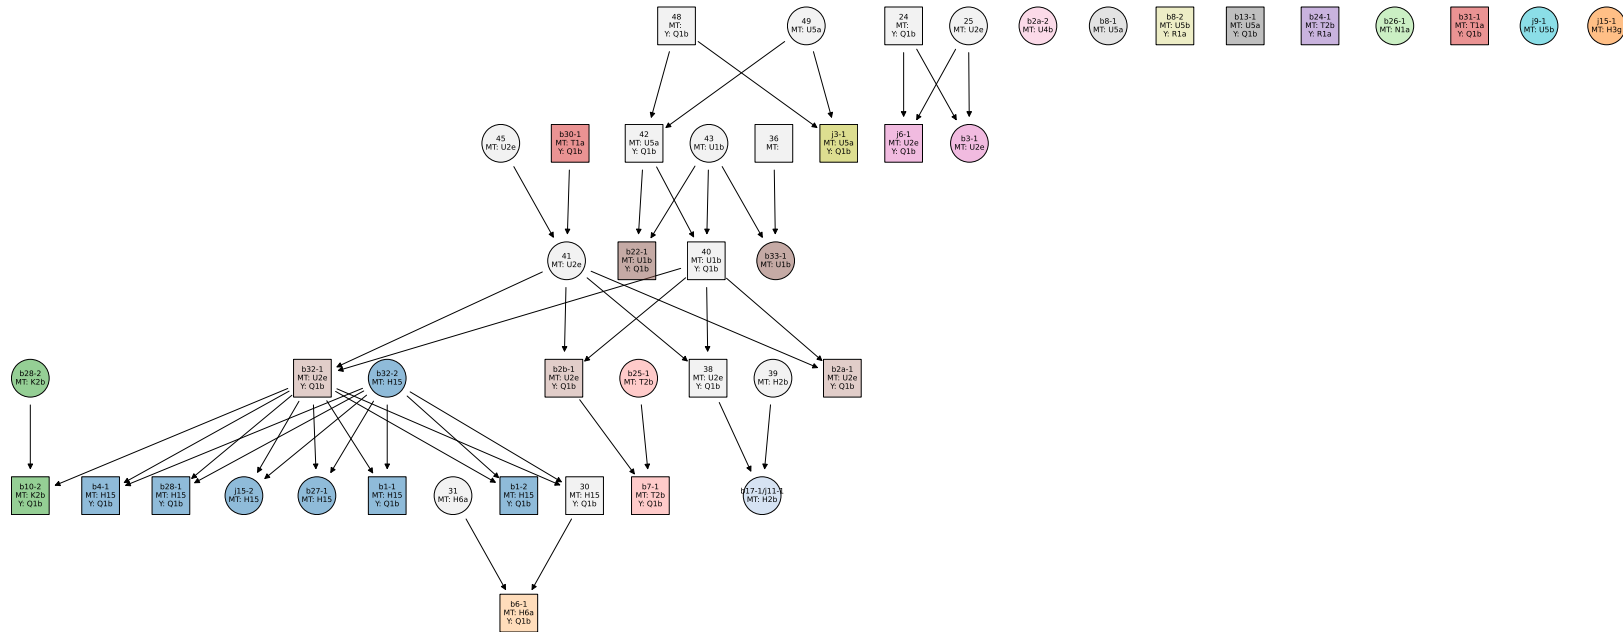 48
MT:
Y: Q1b
49
MT: U5a
24
MT:
Y: Q1b
25
MT: U2e
b2a-2
MT: U4b
b8-1
MT: U5a
b8-2
MT: U5b
Y: R1a
b13-1
MT: U5a
Y: Q1b
b24-1
MT: T2b
Y: R1a
b26-1
MT: N1a
b31-1
MT: T1a
Y: Q1b
j9-1
MT: U5b
j15-1
MT: H3g
45
MT: U2e
b30-1
MT: T1a
Y: Q1b
42
MT: U5a
Y: Q1b
43
MT: U1b
36
MT:
j3-1
MT: U5a
Y: Q1b
j6-1
MT: U2e
Y: Q1b
b3-1
MT: U2e
41
MT: U2e
b22-1
MT: U1b
Y: Q1b
40
MT: U1b
Y: Q1b
b33-1
MT: U1b
b28-2
MT: K2b
b32-1
MT: U2e
Y: Q1b
b32-2
MT: H15
b2b-1
MT: U2e
Y: Q1b
b25-1
MT: T2b
38
MT: U2e
Y: Q1b
39
MT: H2b
b2a-1
MT: U2e
Y: Q1b
b10-2
MT: K2b
Y: Q1b
b4-1
MT: H15
Y: Q1b
b28-1
MT: H15
Y: Q1b
j15-2
MT: H15
b27-1
MT: H15
b1-1
MT: H15
Y: Q1b
31
MT: H6a
b1-2
MT: H15
Y: Q1b
30
MT: H15
Y: Q1b
b7-1
MT: T2b
Y: Q1b
b17-1/j11-1
MT: H2b
b6-1
MT: H6a
Y: Q1b